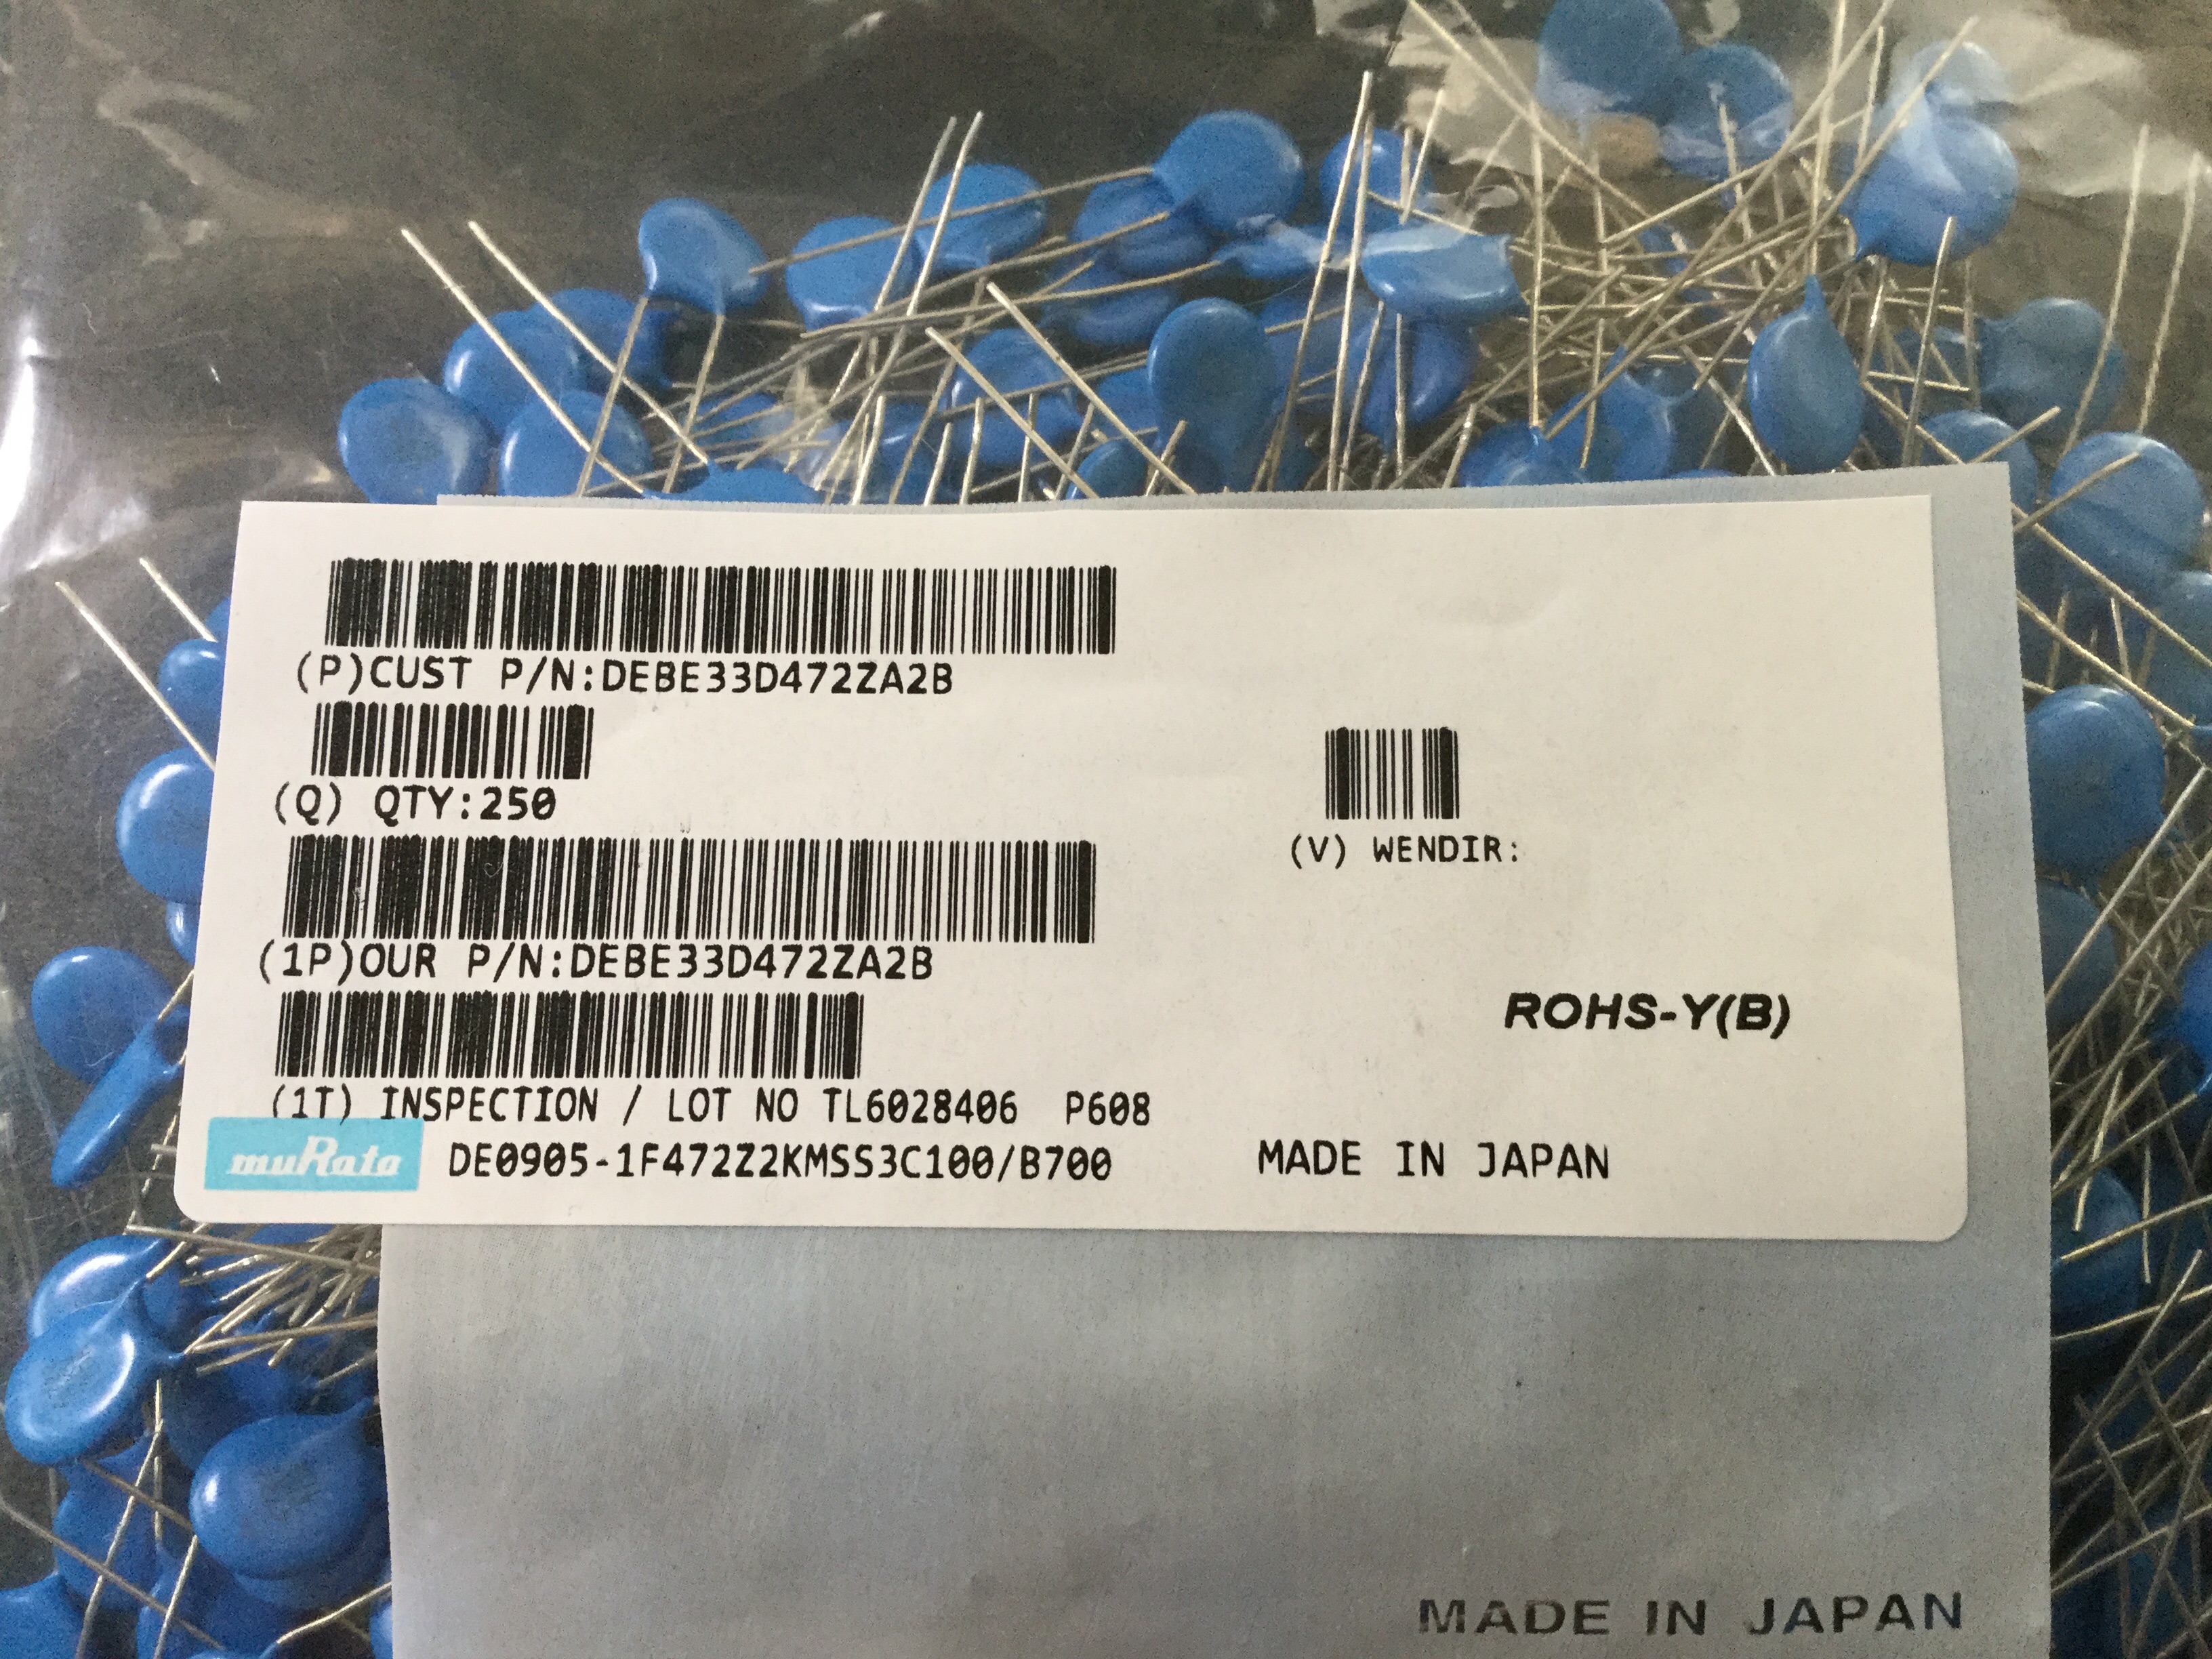 (P)CUST P/N:DEBE33D472ZA2B
(Q) QTY:250
(V) WENDIR:
(1P)OUR P/N:DEBE33D472ZA2B
ROHS-Y(B)
(1T) INSPECTION / LOT NO TL6028406 P608
muRata DE0905-1F472Z2KMSS3C100/B700 MADE IN JAPAN
MADE IN JAPAN